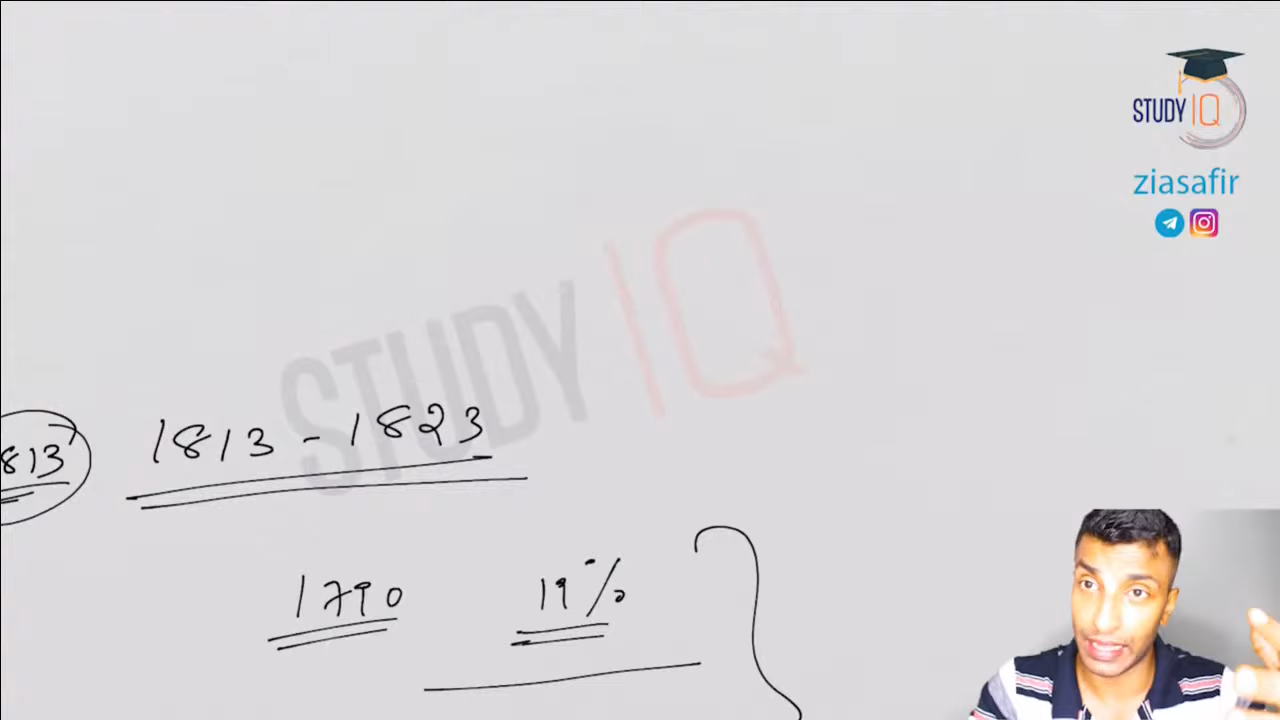 STUDY IQ
ziasafir
STUDY IQ
813
1813 - 1823
1790 19%